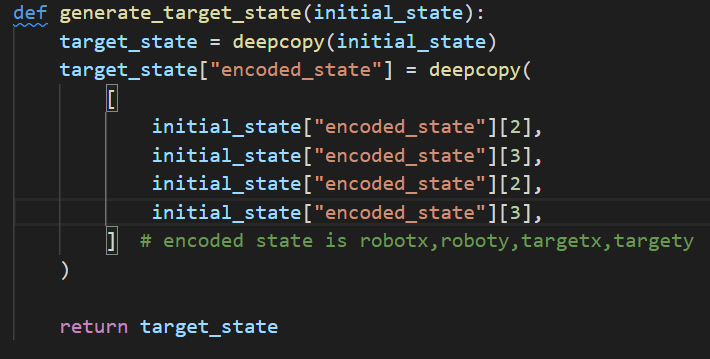 def generate_target_state(initial_state):
    target_state = deepcopy(initial_state)
    target_state["encoded_state"] = deepcopy(
        [
            initial_state["encoded_state"][2],
            initial_state["encoded_state"][3],
            initial_state["encoded_state"][2],
            initial_state["encoded_state"][3],
        ]  # encoded state is robotx,roboty,targetx,targety
    )
    return target_state